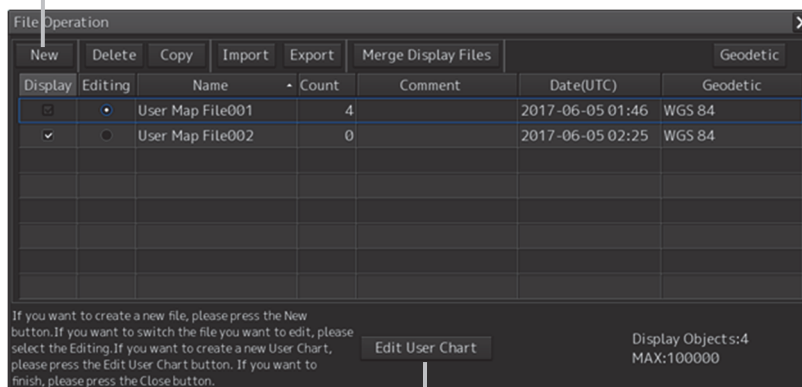 File Operation
New Delete Copy Import Export Merge Display Files Geodetic
Display Editing Name Count Comment Date(UTC) Geodetic
User Map File001 4 2017-06-05 01:46 WGS 84
User Map File002 0 2017-06-05 02:25 WGS 84
If you want to create a new file, please press the New
button.If you want to switch the file you want to edit, please
select the Editing.If you want to create a new User Chart,
please press the Edit User Chart button. If you want to
finish, please press the Close button.
Edit User Chart
Display Objects:4
MAX:100000